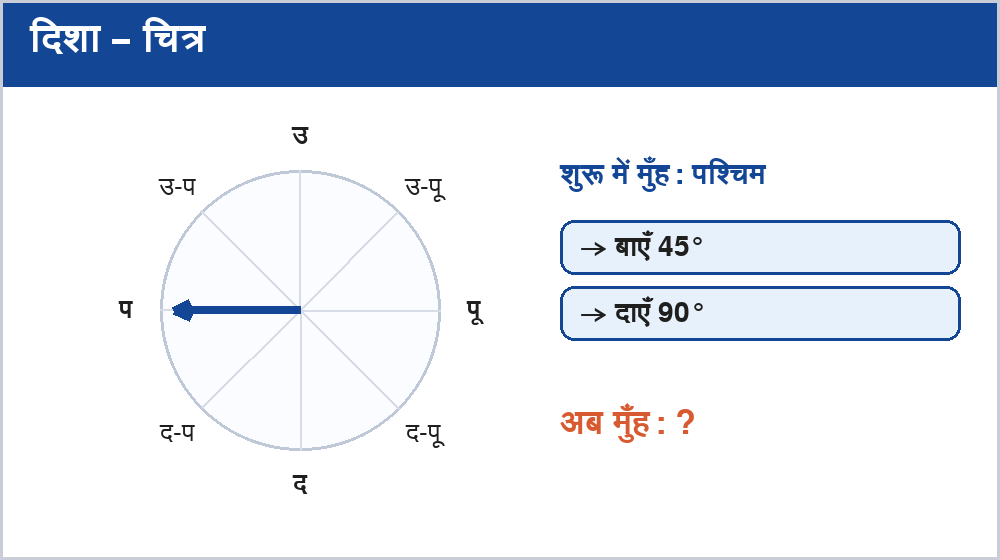 दिशा – चित्र
उ
उ-प
उ-पू
प
पू
द-प
द-पू
द
शुरू में मुँह : पश्चिम
→ बाएँ 45°
→ दाएँ 90°
अब मुँह : ?